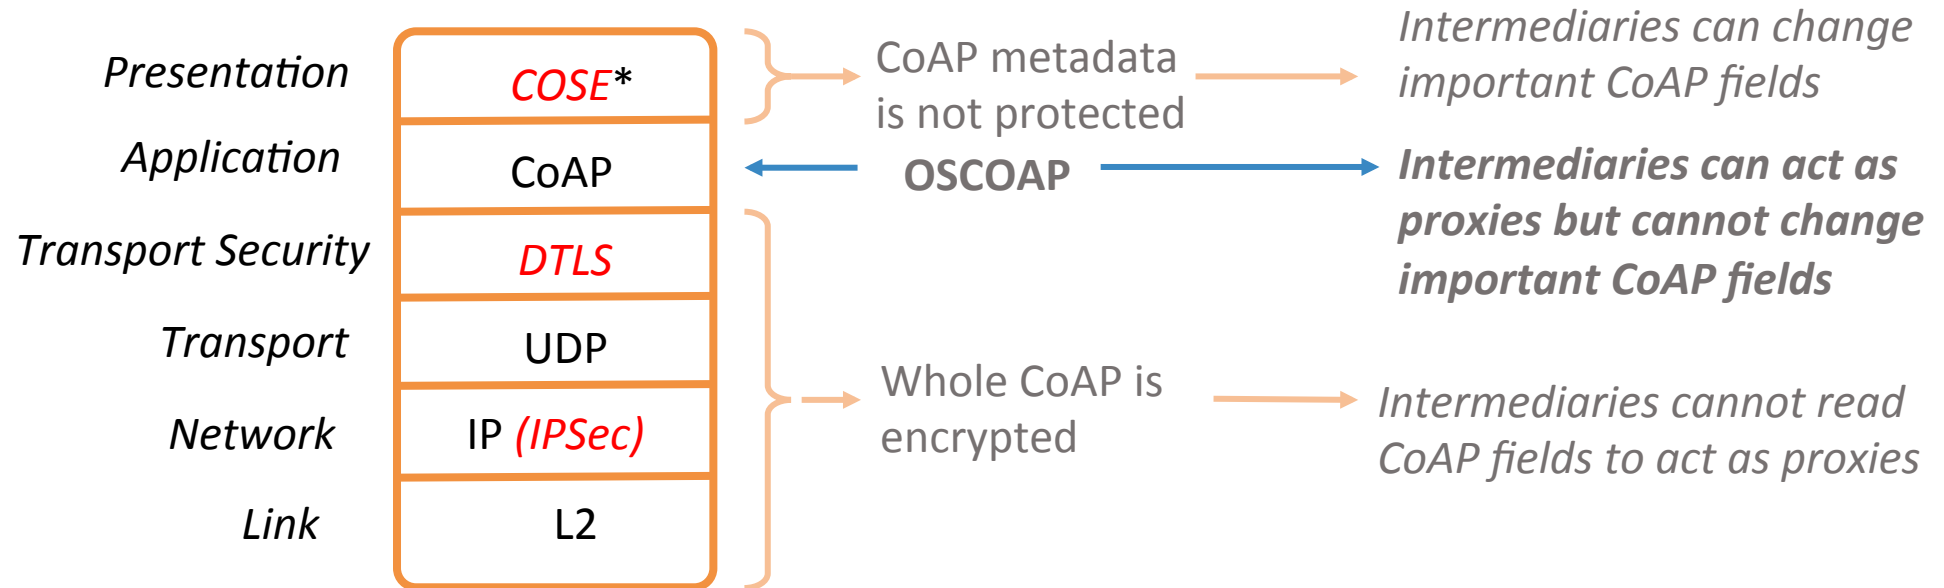 Presentation
COSE*
CoAP metadata
is not protected
Intermediaries can change
important CoAP fields
Application
CoAP
OSCOAP
Intermediaries can act as
proxies but cannot change
important CoAP fields
Transport Security
DTLS
Transport
UDP
Network
IP (IPSec)
Whole CoAP is
encrypted
Intermediaries cannot read
CoAP fields to act as proxies
Link
L2